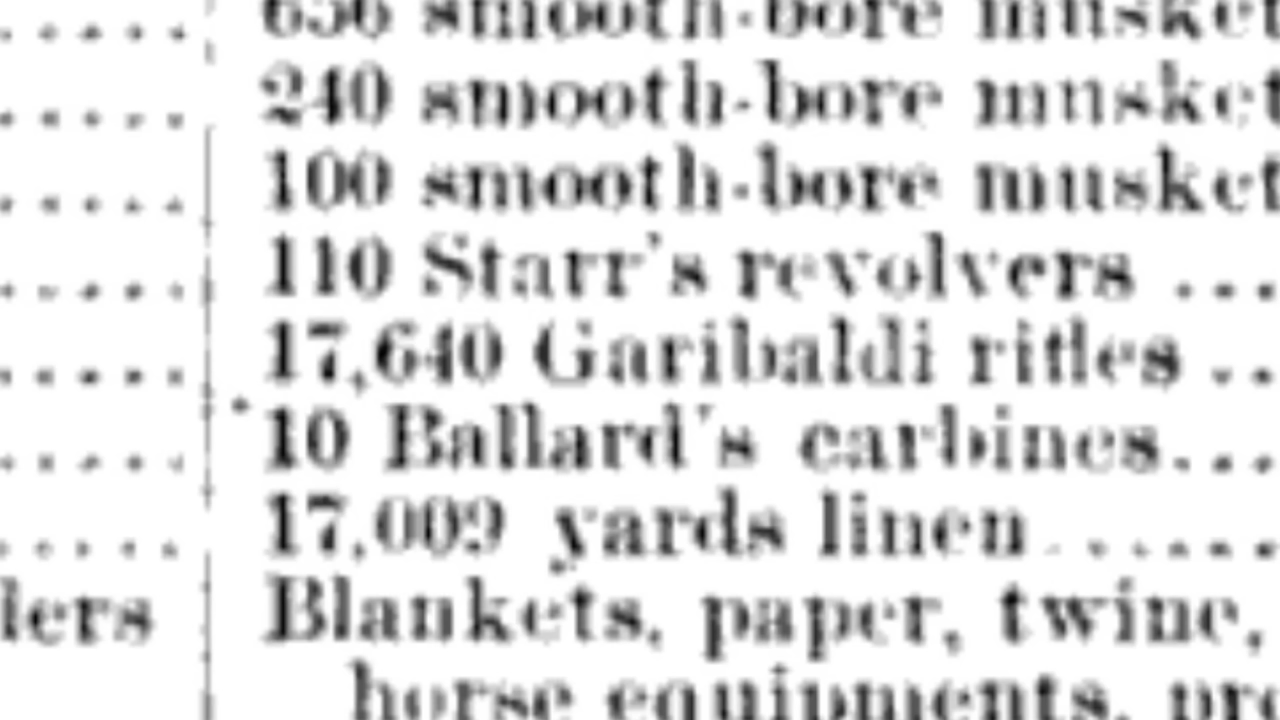 656 smooth-bore musket
240 smooth-bore musket
100 smooth-bore musket
110 Starr's revolvers ...
17,640 Garibaldi rifles ..
10 Ballard's carbines...
17,009 yards linen ......
lers Blankets, paper, twine,
horse equipments, pro